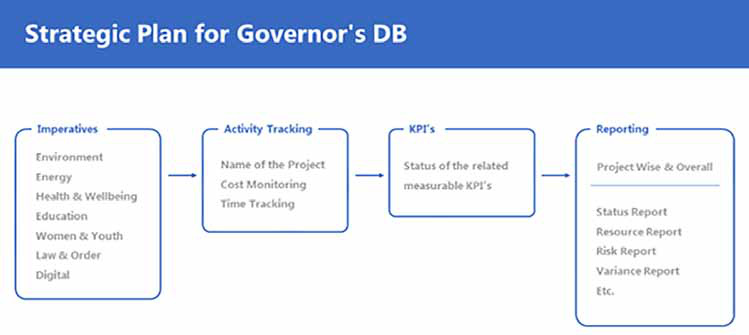 Strategic Plan for Governor's DB
Imperatives
Environment
Energy
Health & Wellbeing
Education
Women & Youth
Law & Order
Digital
Activity Tracking
Name of the Project
Cost Monitoring
Time Tracking
KPI's
Status of the related
measurable KPI's
Reporting
Project Wise & Overall
Status Report
Resource Report
Risk Report
Variance Report
Etc.